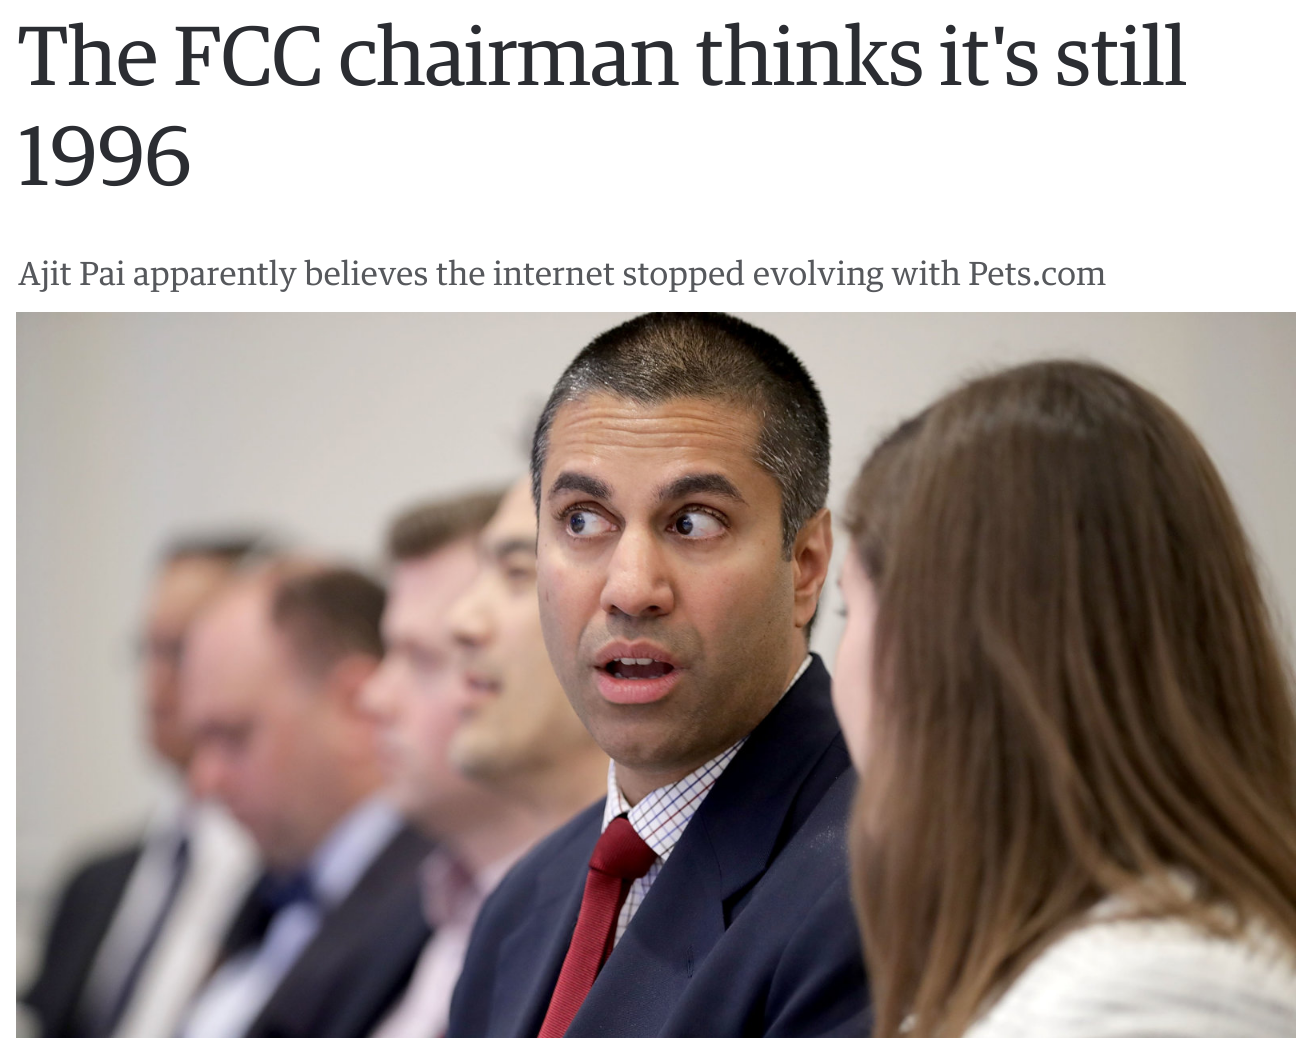 The FCC chairman thinks it's still
1996
Ajit Pai apparently believes the internet stopped evolving with Pets.com